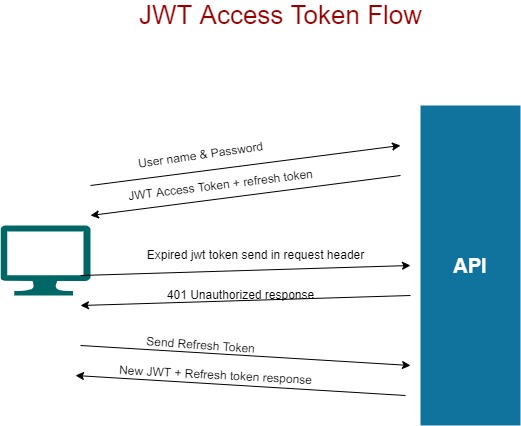 JWT Access Token Flow
User name & Password
JWT Access Token + refresh token
Expired jwt token send in request header
API
401 Unauthorized response
Send Refresh Token
New JWT + Refresh token response